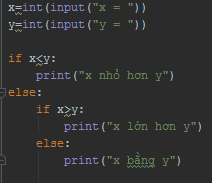 x=int(input("x = "))
y=int(input("y = "))
if x<y:
    print("x nhỏ hơn y")
else:
    if x>y:
        print("x lớn hơn y")
    else:
        print("x bằng y")